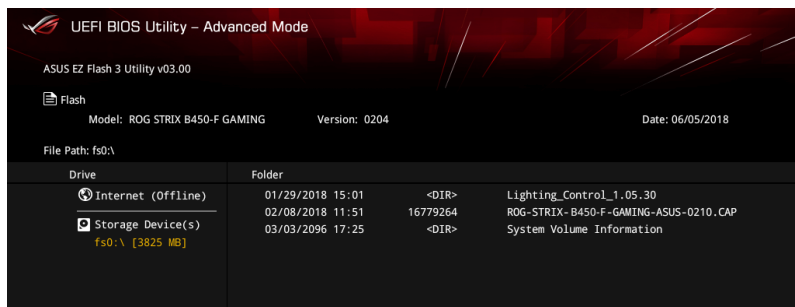 UEFI BIOS Utility – Advanced Mode
ASUS EZ Flash 3 Utility v03.00
Flash
Model: ROG STRIX B450-F GAMING Version: 0204 Date: 06/05/2018
File Path: fs0:\
Drive Folder
Internet (Offline) 01/29/2018 15:01 <DIR> Lighting_Control_1.05.30
02/08/2018 11:51 16779264 ROG-STRIX-B450-F-GAMING-ASUS-0210.CAP
Storage Device(s) 03/03/2096 17:25 <DIR> System Volume Information
fs0:\ [3825 MB]